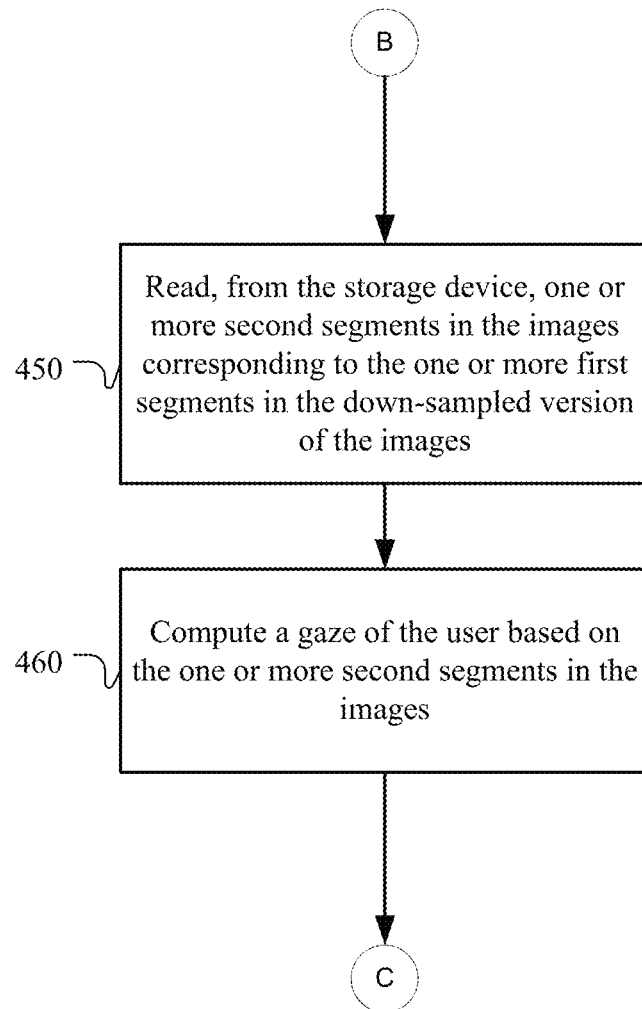 B
Read, from the storage device, one or
more second segments in the images
corresponding to the one or more first
segments in the down-sampled version
of the images
450
Compute a gaze of the user based on
the one or more second segments in the
images
460
C